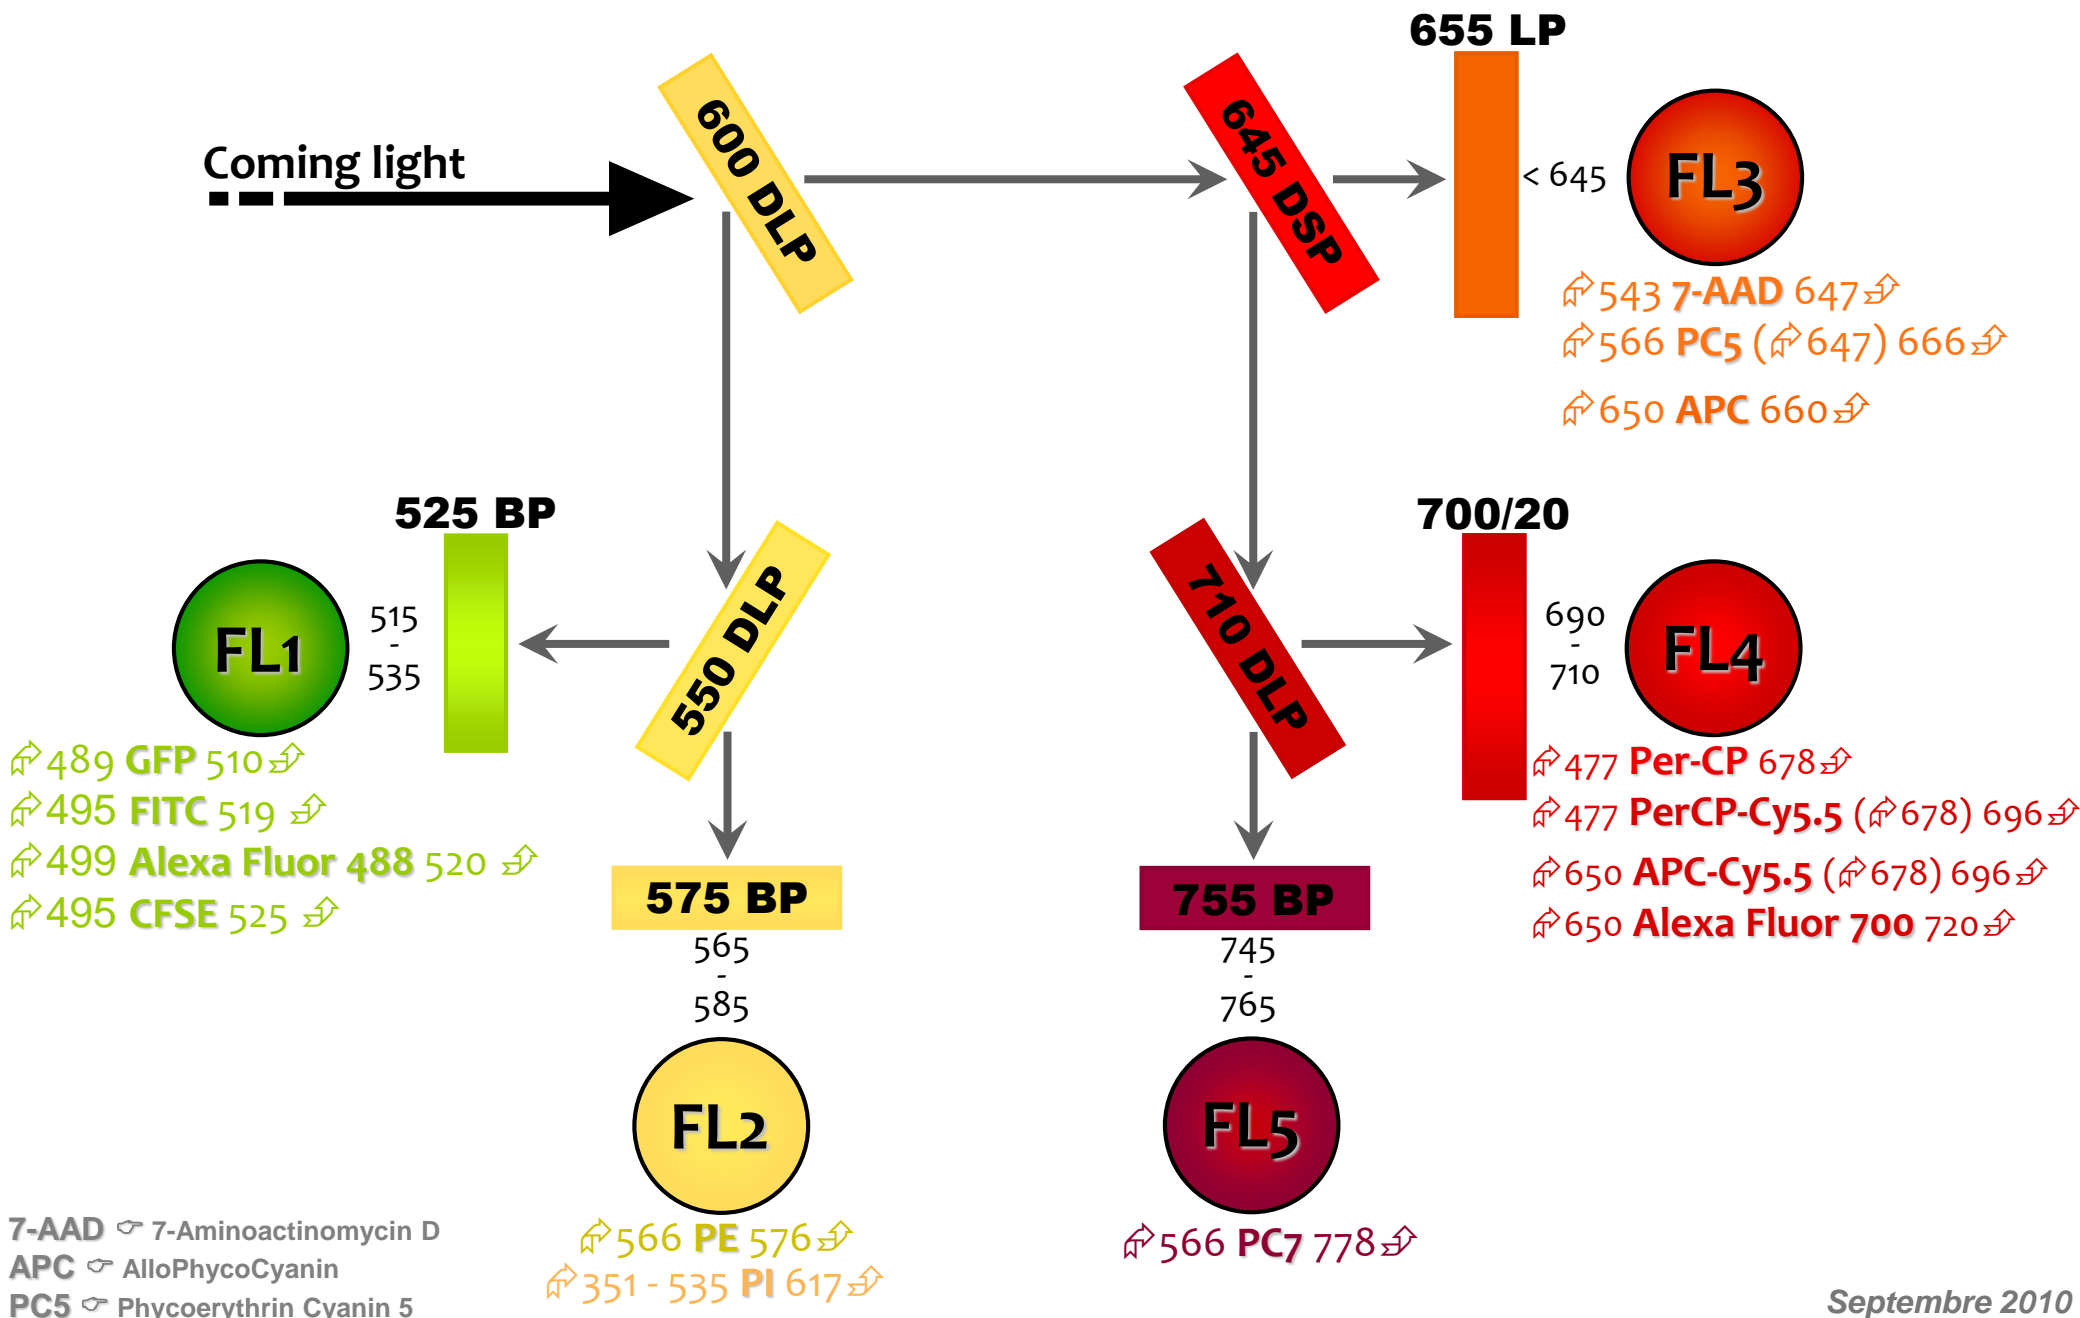 655 LP
Coming light
600 DLP
645 DSP
< 645
FL3
543 7-AAD 647
566 PC5 (647) 666
650 APC 660
525 BP
700/20
FL1
515
-
535
550 DLP
710 DLP
690
-
710
FL4
489 GFP 510
495 FITC 519
499 Alexa Fluor 488 520
495 CFSE 525
477 Per-CP 678
477 PerCP-Cy5.5 (678) 696
650 APC-Cy5.5 (678) 696
650 Alexa Fluor 700 720
575 BP
565
-
585
755 BP
745
-
765
FL2
FL5
566 PE 576
351 - 535 PI 617
566 PC7 778
7-AAD ☞ 7-Aminoactinomycin D
APC ☞ AlloPhycoCyanin
PC5 ☞ Phycoerythrin Cyanin 5
Septembre 2010